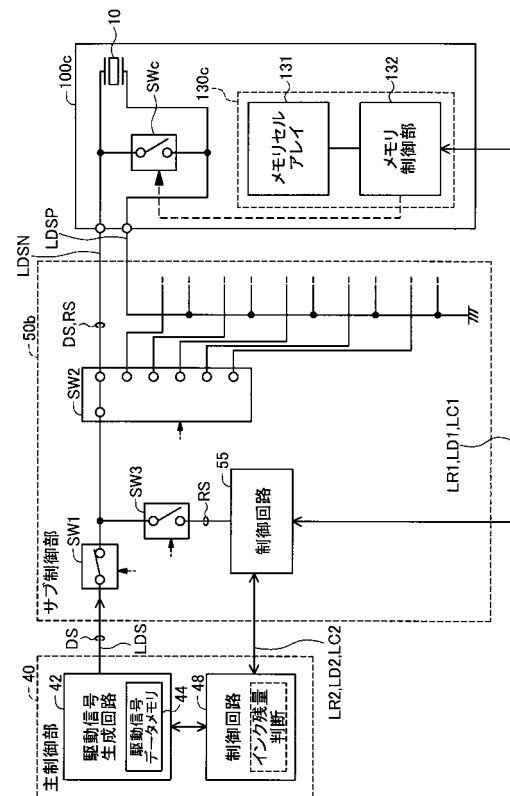 主制御部
40
42
駆動信号
生成回路
駆動信号
データメモリ
44
48
制御回路
インク残量
判断
DS
LDS
LR2,LD2,LC2
サブ制御部
50b
SW1
SW3
RS
55
制御回路
SW2
DS,RS
LR1,LD1,LC1
LDSN
LDSP
100c
10
SWc
130c
131
メモリセル
アレイ
132
メモリ
制御部